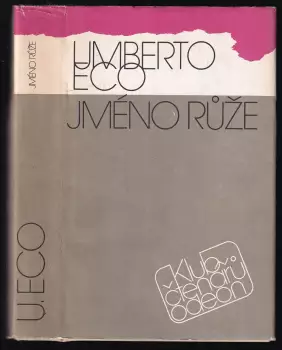 JMÉNO RŮŽE
U. ECO
UMBERTO
ECO
JMÉNO RŮŽE
Klub
čtenářů
odeon